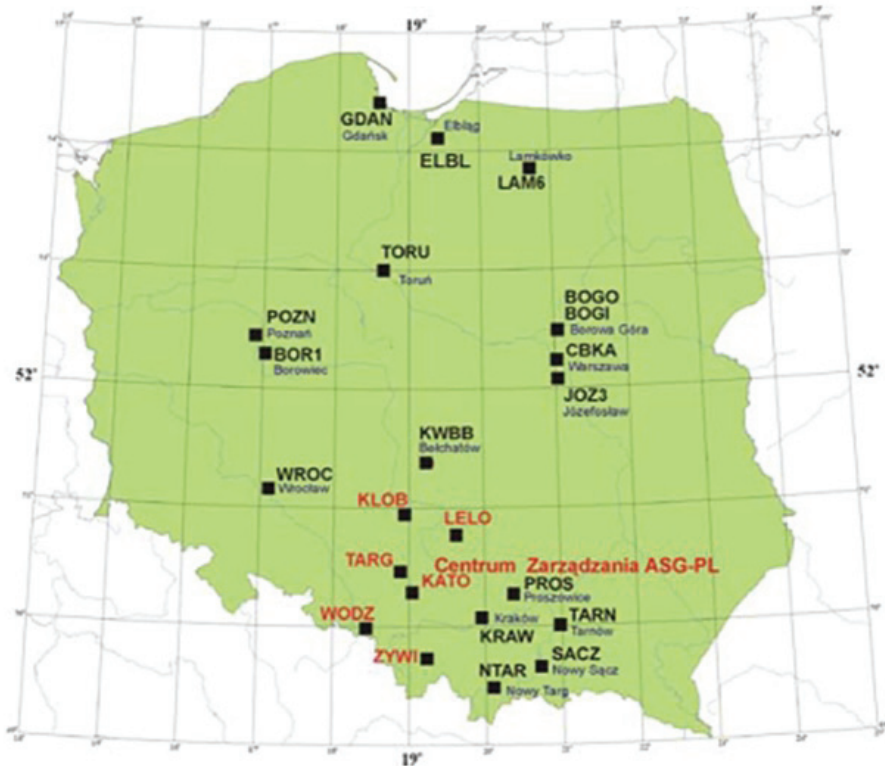 19°
GDAN
Gdańsk
Elbląg
ELBL
Lamkówko
LAM6
TORU
Toruń
BOGO
BOGI
Borowa Góra
POZN
Poznań
BOR1
Borowiec
CBKA
Warszawa
52°
52°
JOZ3
Józefosław
KWBB
Bełchatów
WROC
Wrocław
KLOB
LELO
TARG
Centrum Zarządzania ASG-PL
KATO
PROS
Proszowice
WODZ
Kraków
KRAW
TARN
Tarnów
ZYWI
SACZ
Nowy Sącz
NTAR
Nowy Targ
19°